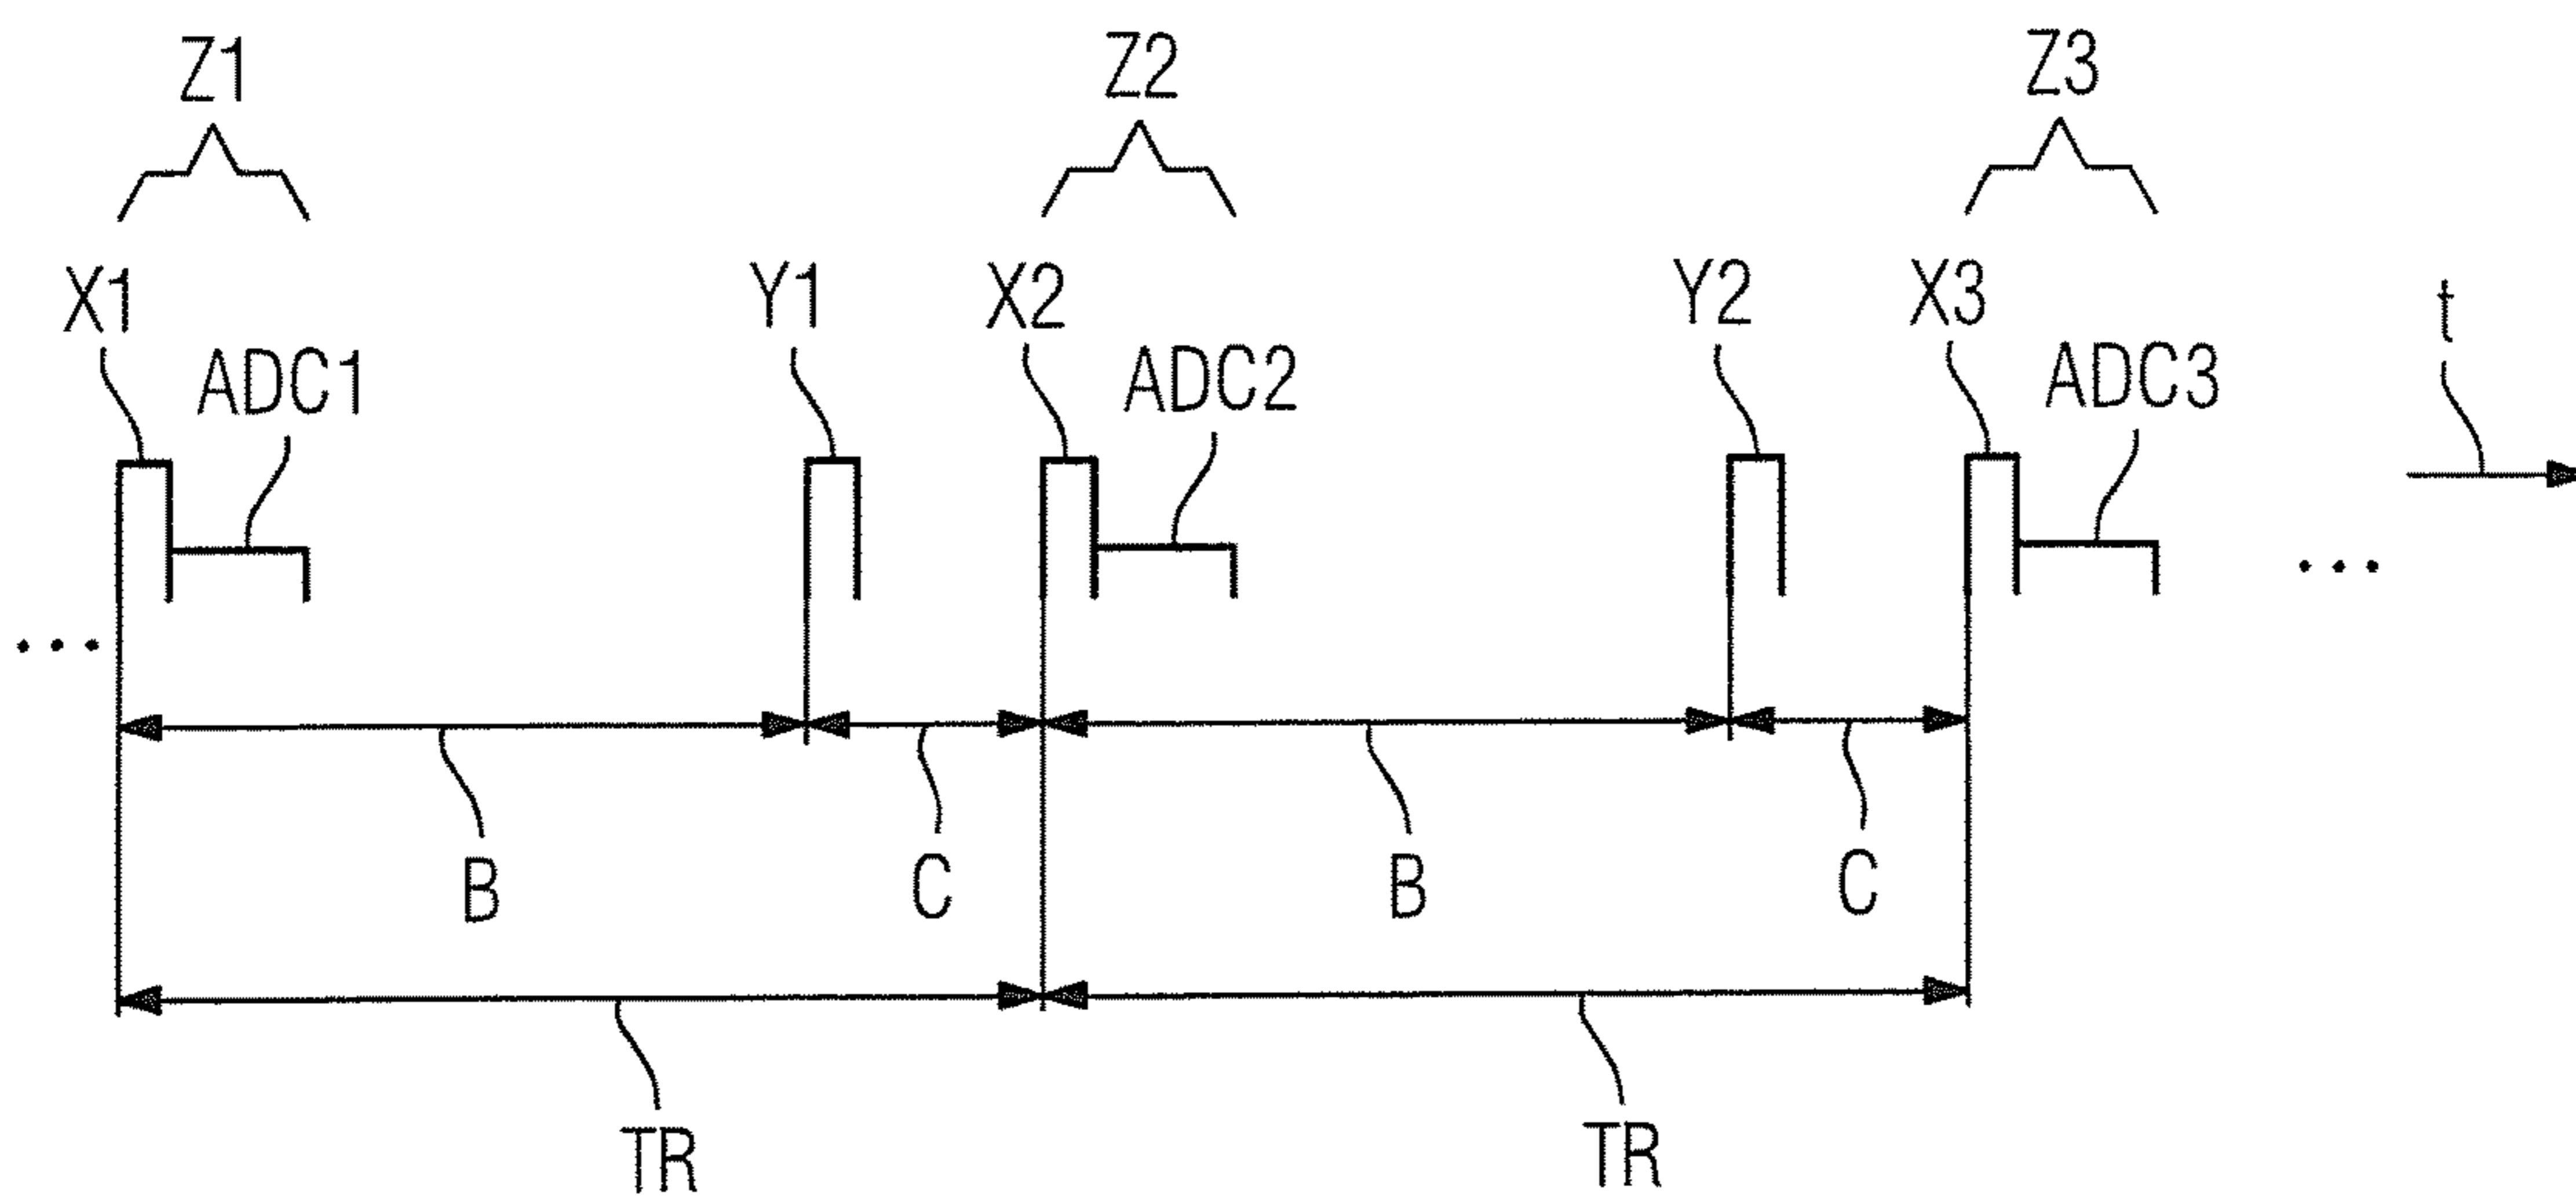 Z1 Z2 Z3
X1 Y1 X2 Y2 X3 t
ADC1 ADC2 ADC3
... ...
B C B C
TR TR